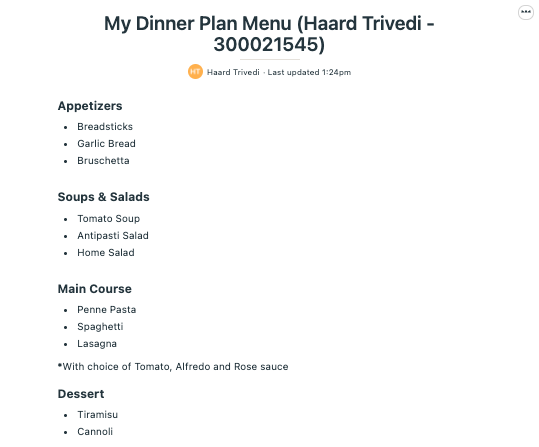 My Dinner Plan Menu (Haard Trivedi -
300021545)
HT Haard Trivedi · Last updated 1:24pm
Appetizers
• Breadsticks
• Garlic Bread
• Bruschetta
Soups & Salads
• Tomato Soup
• Antipasti Salad
• Home Salad
Main Course
• Penne Pasta
• Spaghetti
• Lasagna
*With choice of Tomato, Alfredo and Rose sauce
Dessert
• Tiramisu
• Cannoli